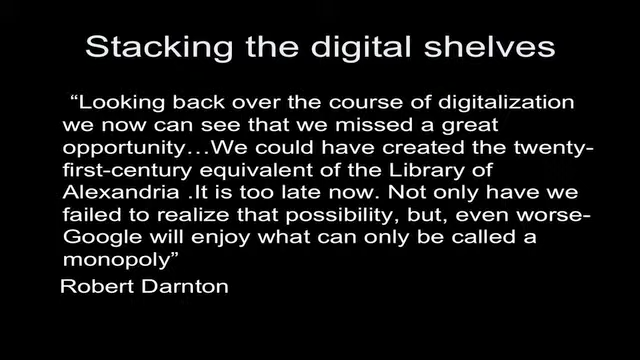 Stacking the digital shelves
“Looking back over the course of digitalization
we now can see that we missed a great
opportunity…We could have created the twenty-
first-century equivalent of the Library of
Alexandria .It is too late now. Not only have we
failed to realize that possibility, but, even worse-
Google will enjoy what can only be called a
monopoly”
Robert Darnton